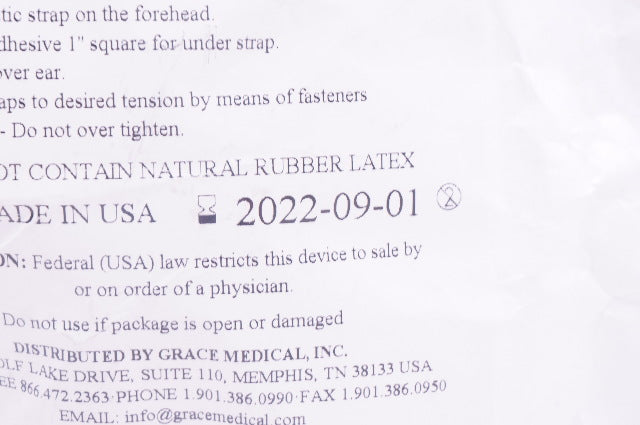 tic strap on the forehead.
dhesive 1" square for under strap.
over ear.
aps to desired tension by means of fasteners
- Do not over tighten.
OT CONTAIN NATURAL RUBBER LATEX
ADE IN USA 2022-09-01
ON: Federal (USA) law restricts this device to sale by
or on order of a physician.
Do not use if package is open or damaged
DISTRIBUTED BY GRACE MEDICAL, INC.
OLF LAKE DRIVE, SUITE 110, MEMPHIS, TN 38133 USA
EE 866.472.2363·PHONE 1.901.386.0990·FAX 1.901.386.0950
EMAIL: info@gracemedical.com